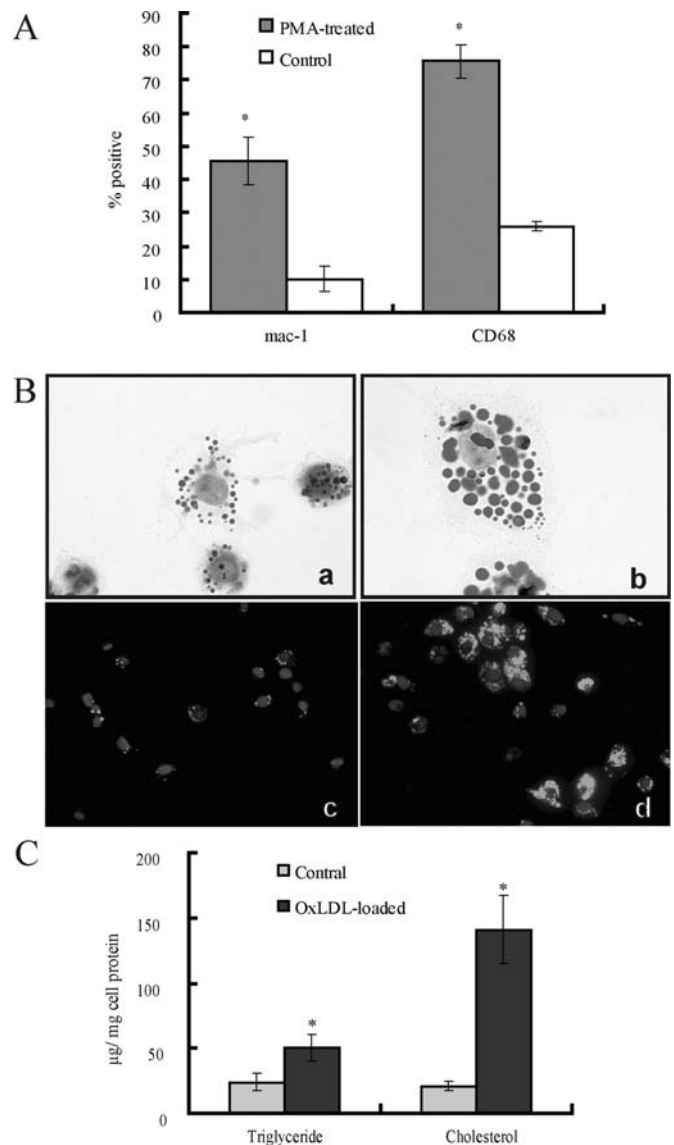 A
90
80
70
60
50
40
30
20
10
0
% positive
PMA-treated
Control
*
*
mac-1
CD68
B
a
b
c
d
C
200
150
100
50
0
µg/ mg cell protein
Contral
OxLDL-loaded
*
*
Triglyceride
Cholesterol